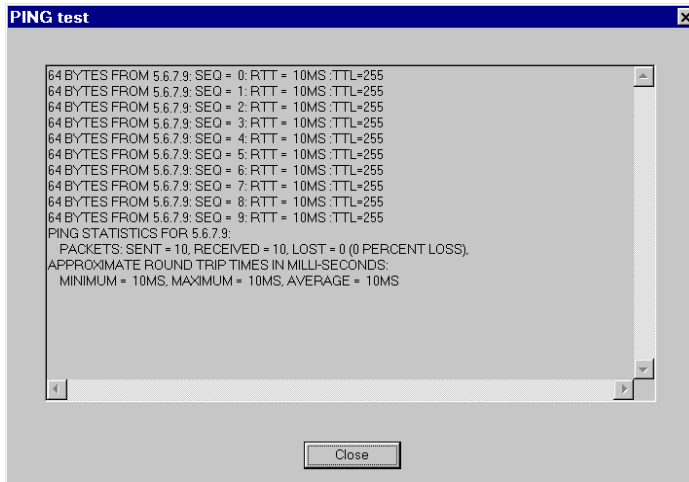 PING test
64 BYTES FROM 5.6.7.9: SEQ = 0: RTT = 10MS :TTL=255
64 BYTES FROM 5.6.7.9: SEQ = 1: RTT = 10MS :TTL=255
64 BYTES FROM 5.6.7.9: SEQ = 2: RTT = 10MS :TTL=255
64 BYTES FROM 5.6.7.9: SEQ = 3: RTT = 10MS :TTL=255
64 BYTES FROM 5.6.7.9: SEQ = 4: RTT = 10MS :TTL=255
64 BYTES FROM 5.6.7.9: SEQ = 5: RTT = 10MS :TTL=255
64 BYTES FROM 5.6.7.9: SEQ = 6: RTT = 10MS :TTL=255
64 BYTES FROM 5.6.7.9: SEQ = 7: RTT = 10MS :TTL=255
64 BYTES FROM 5.6.7.9: SEQ = 8: RTT = 10MS :TTL=255
64 BYTES FROM 5.6.7.9: SEQ = 9: RTT = 10MS :TTL=255
PING STATISTICS FOR 5.6.7.9:
PACKETS: SENT = 10, RECEIVED = 10, LOST = 0 (0 PERCENT LOSS),
APPROXIMATE ROUND TRIP TIMES IN MILLI-SECONDS:
MINIMUM = 10MS, MAXIMUM = 10MS, AVERAGE = 10MS
Close